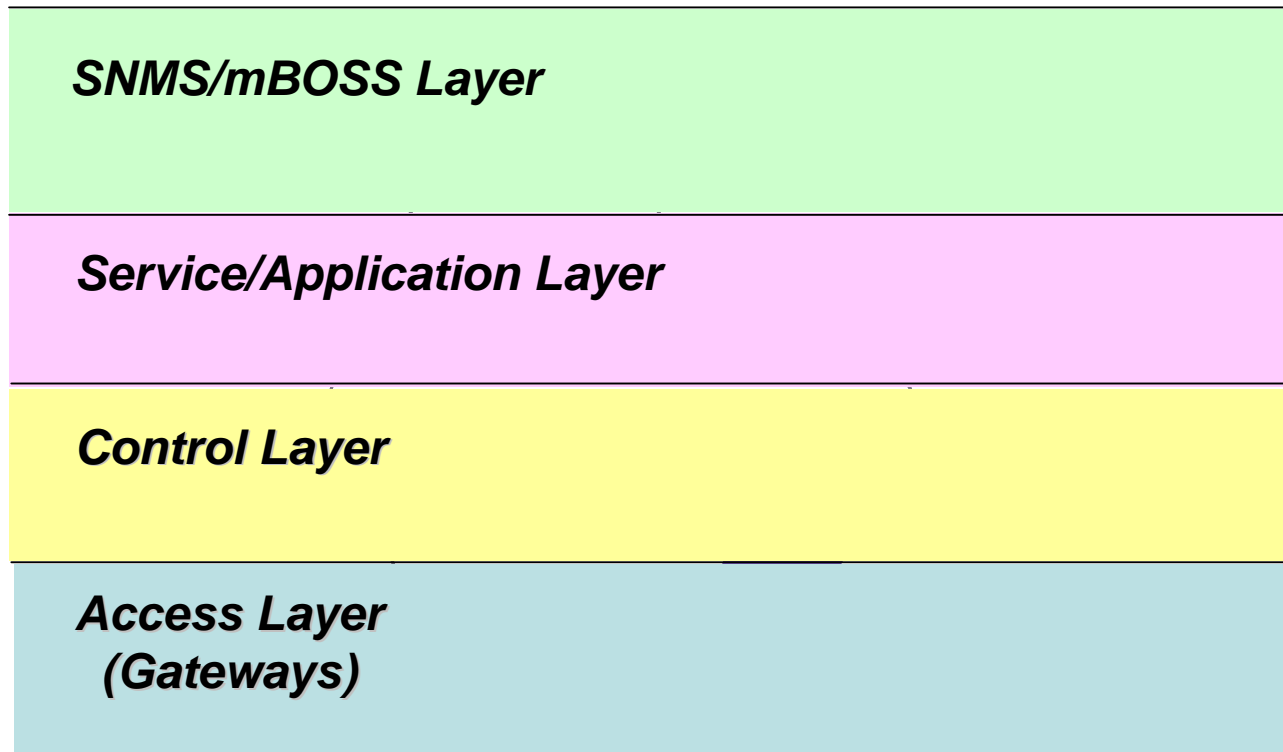 SNMS/mBOSS Layer
Service/Application Layer
Control Layer
Access Layer
(Gateways)